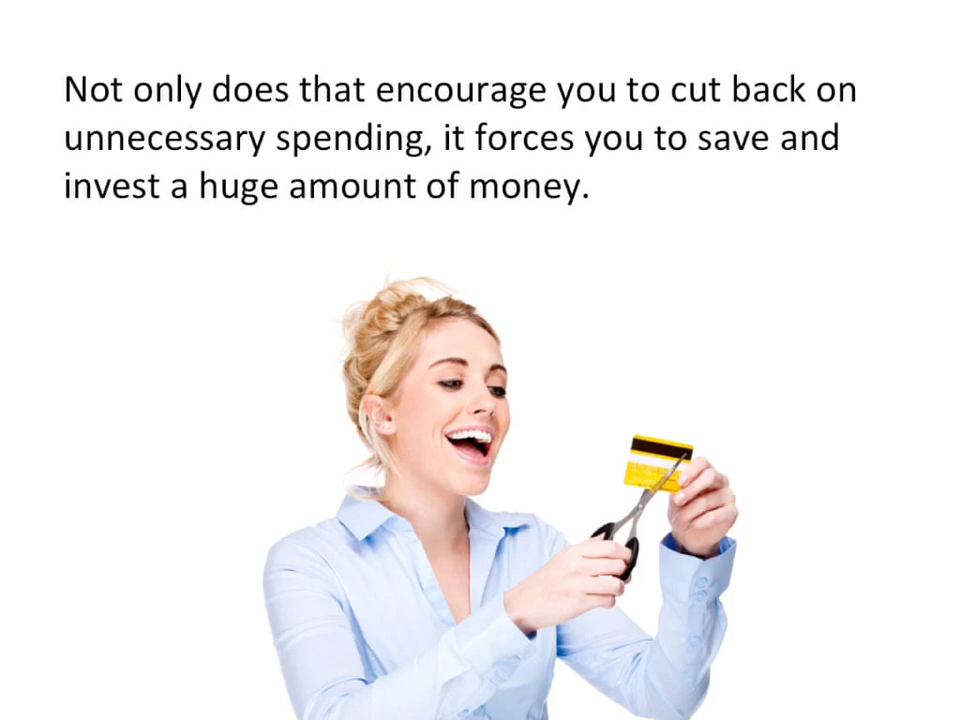 Not only does that encourage you to cut back on
unnecessary spending, it forces you to save and
invest a huge amount of money.